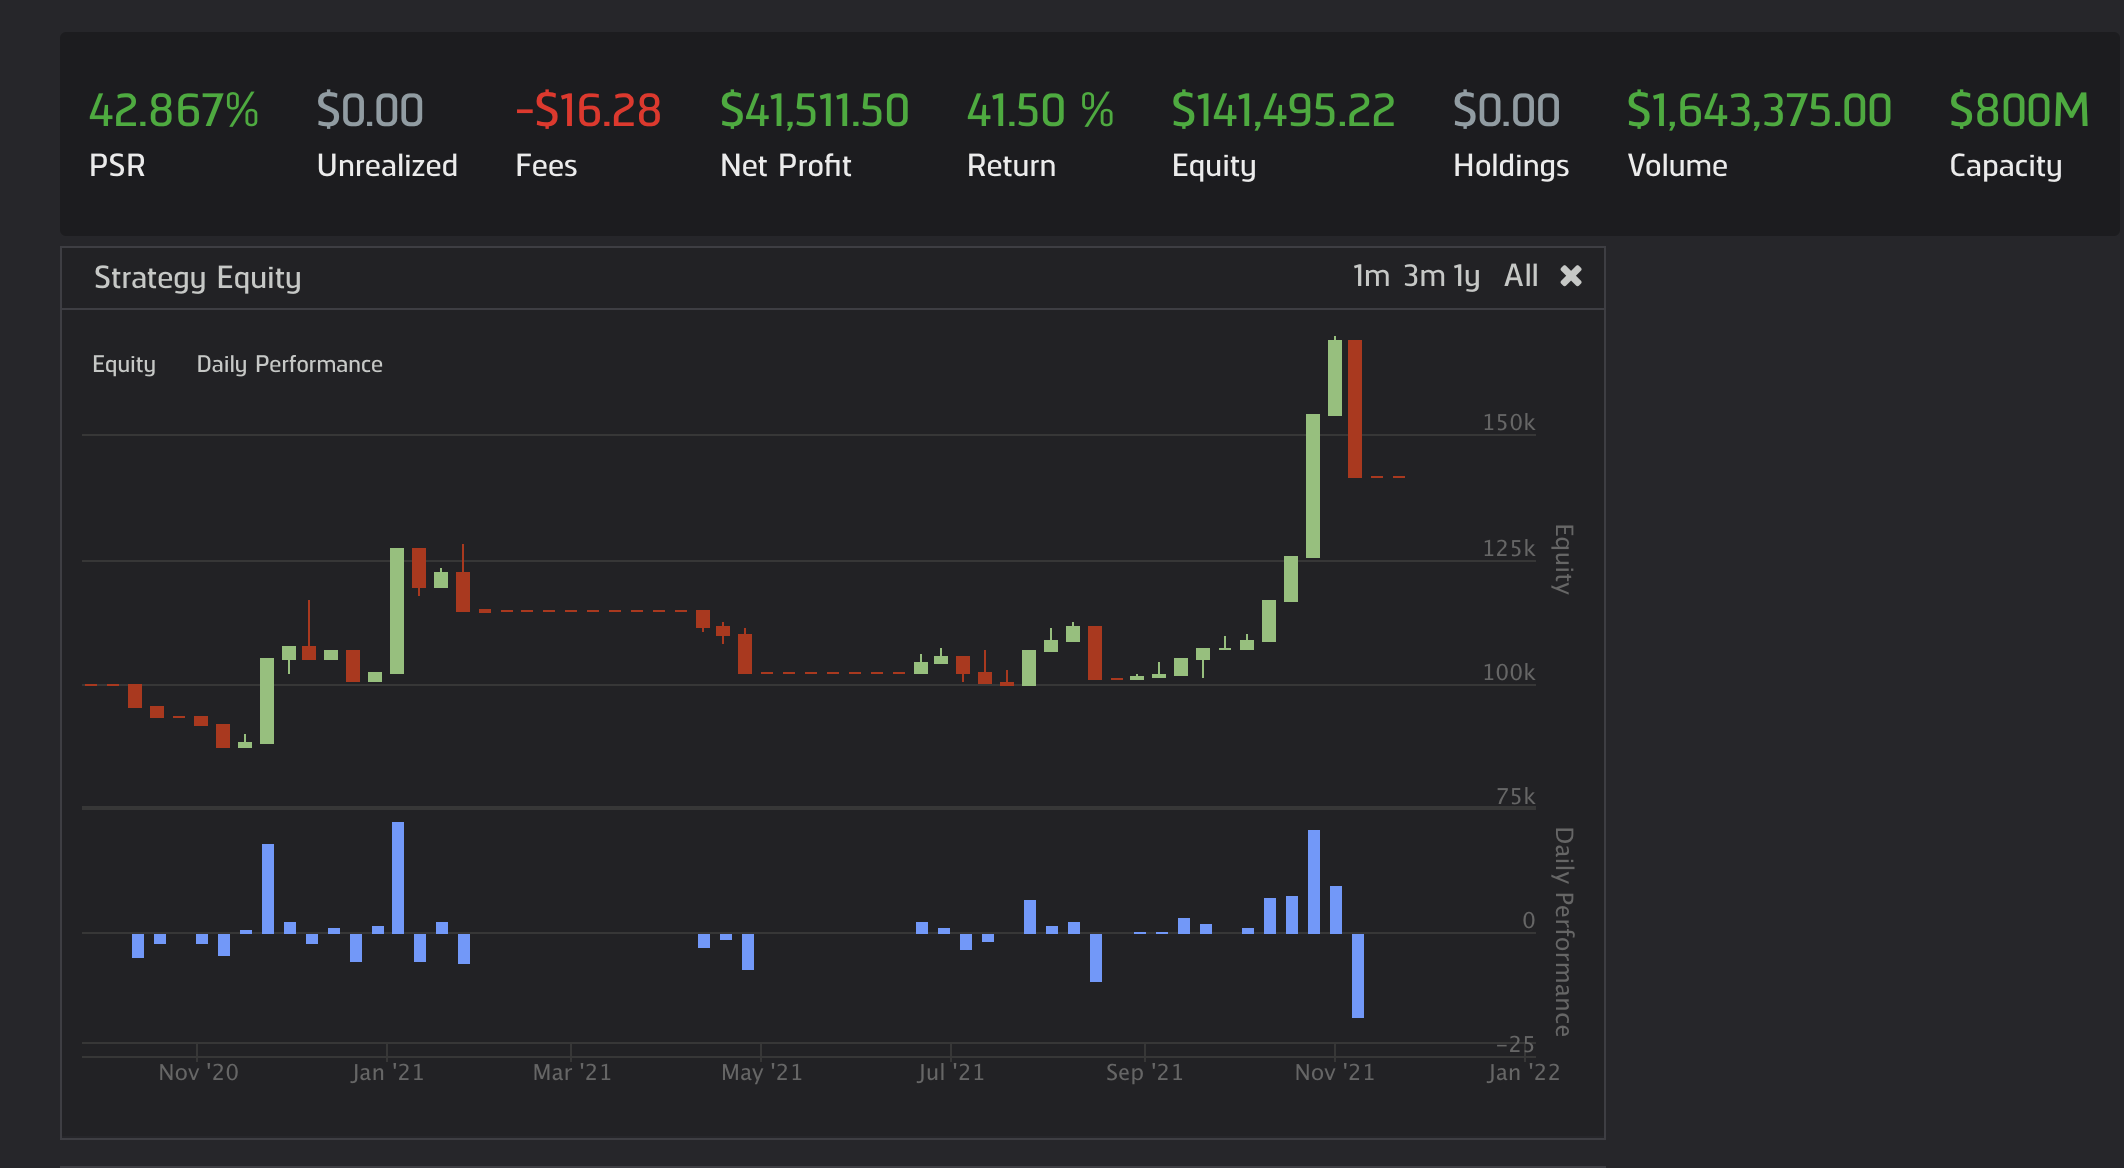 42.867% $0.00 -$16.28 $41,511.50 41.50 % $141,495.22 $0.00 $1,643,375.00 $800M
PSR Unrealized Fees Net Profit Return Equity Holdings Volume Capacity
Strategy Equity 1m 3m 1y All
Equity Daily Performance
150k
125k
Equity
100k
75k
0
Daily Performance
-25
Nov '20 Jan '21 Mar '21 May '21 Jul '21 Sep '21 Nov '21 Jan '22